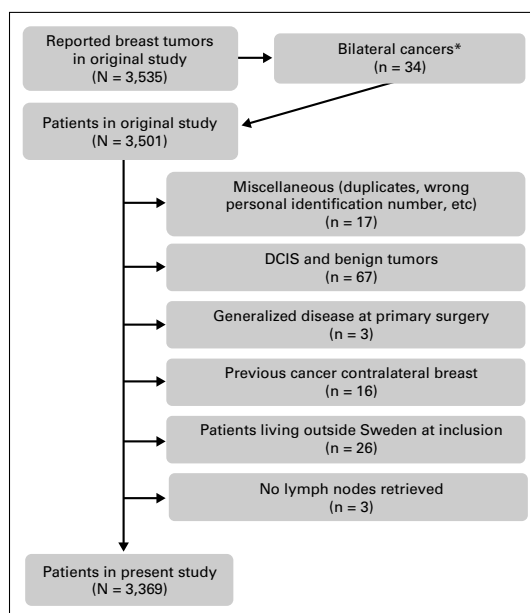 Reported breast tumors
in original study
(N = 3,535)
Bilateral cancers*
(n = 34)
Patients in original study
(N = 3,501)
Miscellaneous (duplicates, wrong
personal identification number, etc)
(n = 17)
DCIS and benign tumors
(n = 67)
Generalized disease at primary surgery
(n = 3)
Previous cancer contralateral breast
(n = 16)
Patients living outside Sweden at inclusion
(n = 26)
No lymph nodes retrieved
(n = 3)
Patients in present study
(N = 3,369)